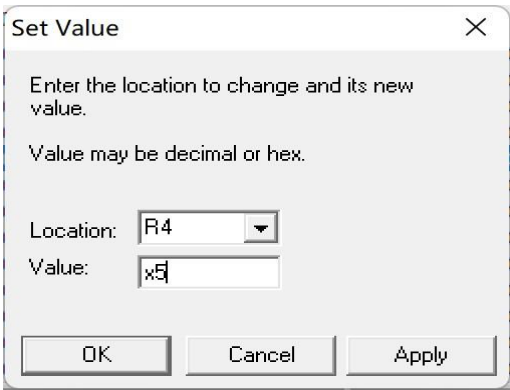 Set Value
Enter the location to change and its new
value.
Value may be decimal or hex.
Location: R4
Value: x5
OK Cancel Apply